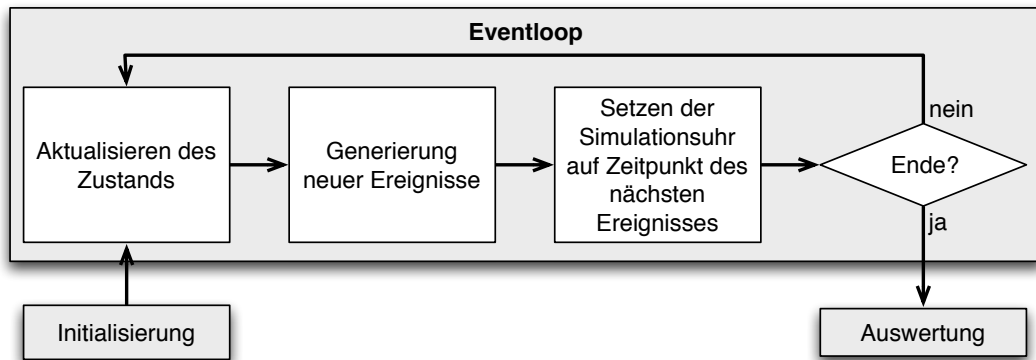 Eventloop
Aktualisieren des
Zustands
Generierung
neuer Ereignisse
Setzen der
Simulationsuhr
auf Zeitpunkt des
nächsten
Ereignisses
nein
Ende?
ja
Initialisierung
Auswertung